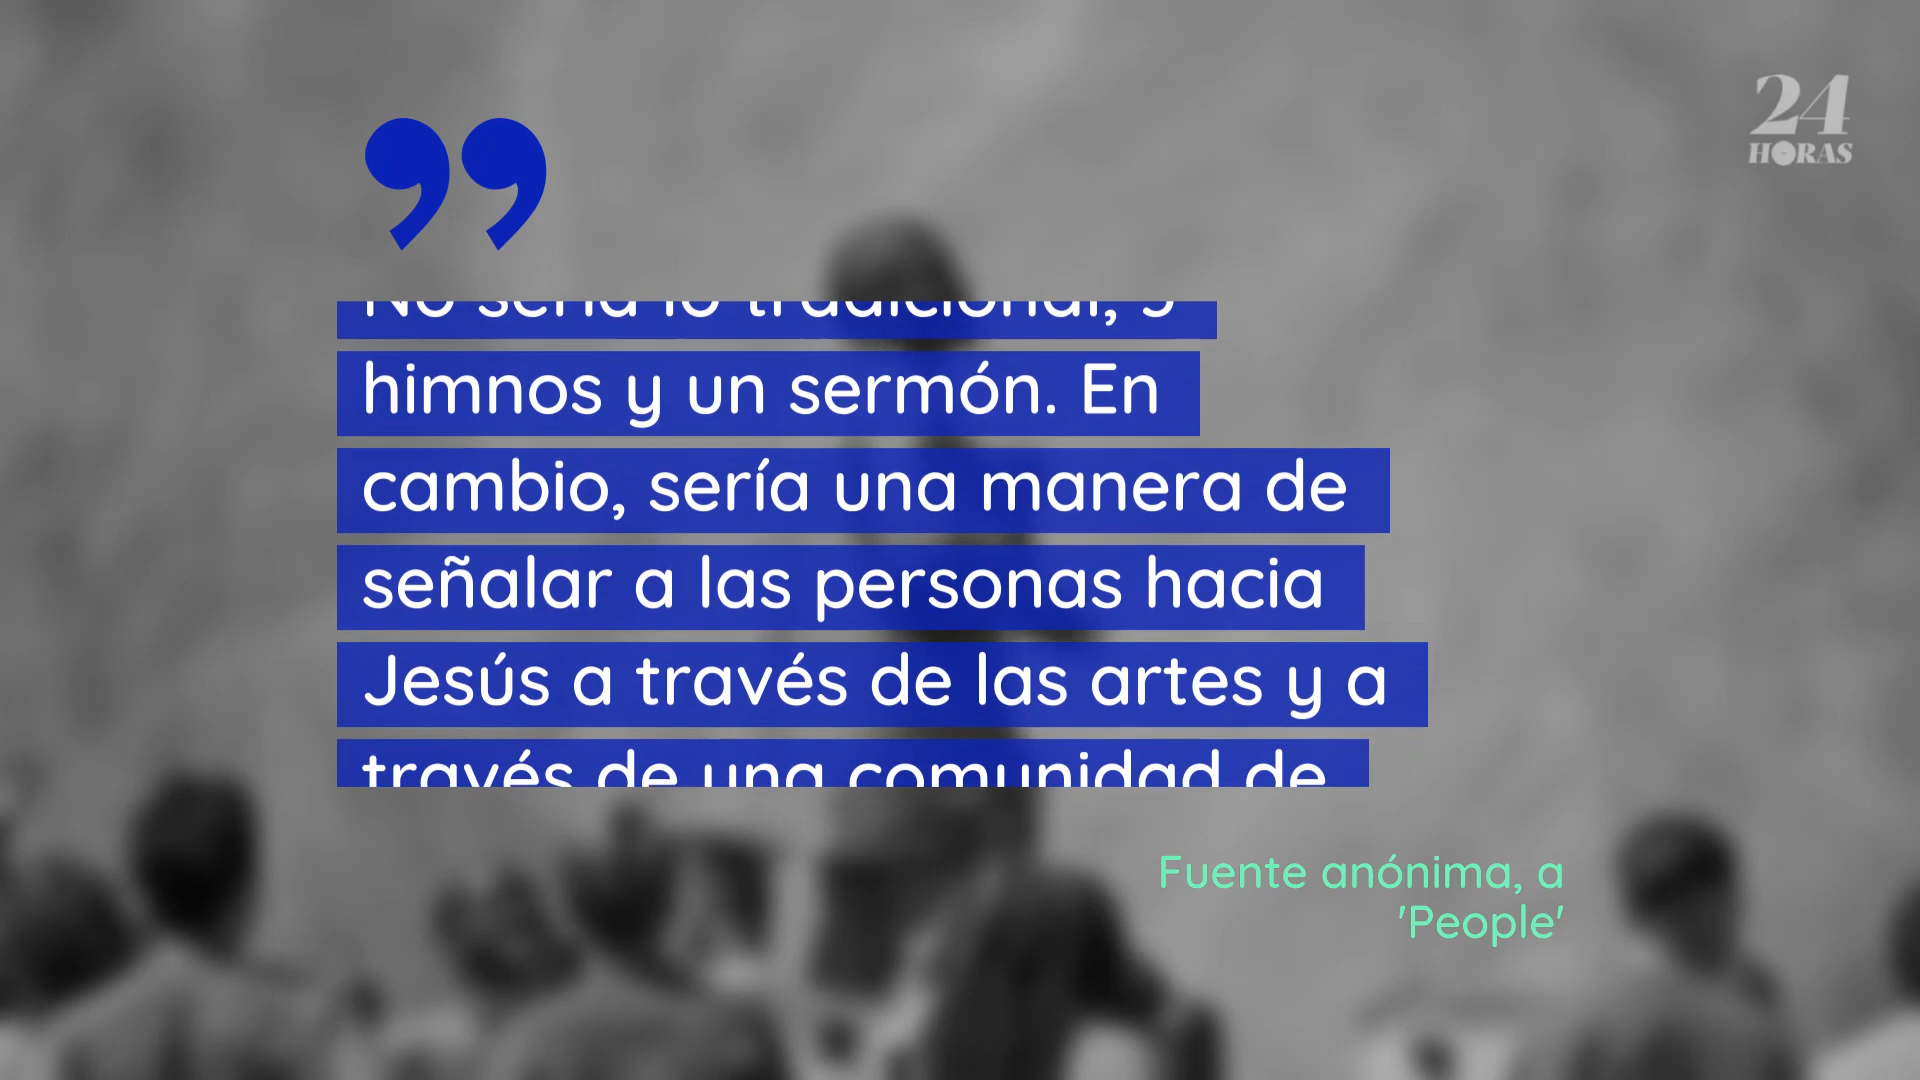 24
HORAS
No sería lo tradicional, 3
himnos y un sermón. En
cambio, sería una manera de
señalar a las personas hacia
Jesús a través de las artes y a
través de una comunidad de
Fuente anónima, a
'People'